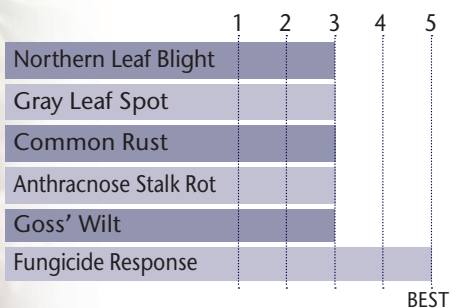 1 2 3 4 5
Northern Leaf Blight
Gray Leaf Spot
Common Rust
Anthracnose Stalk Rot
Goss' Wilt
Fungicide Response
BEST